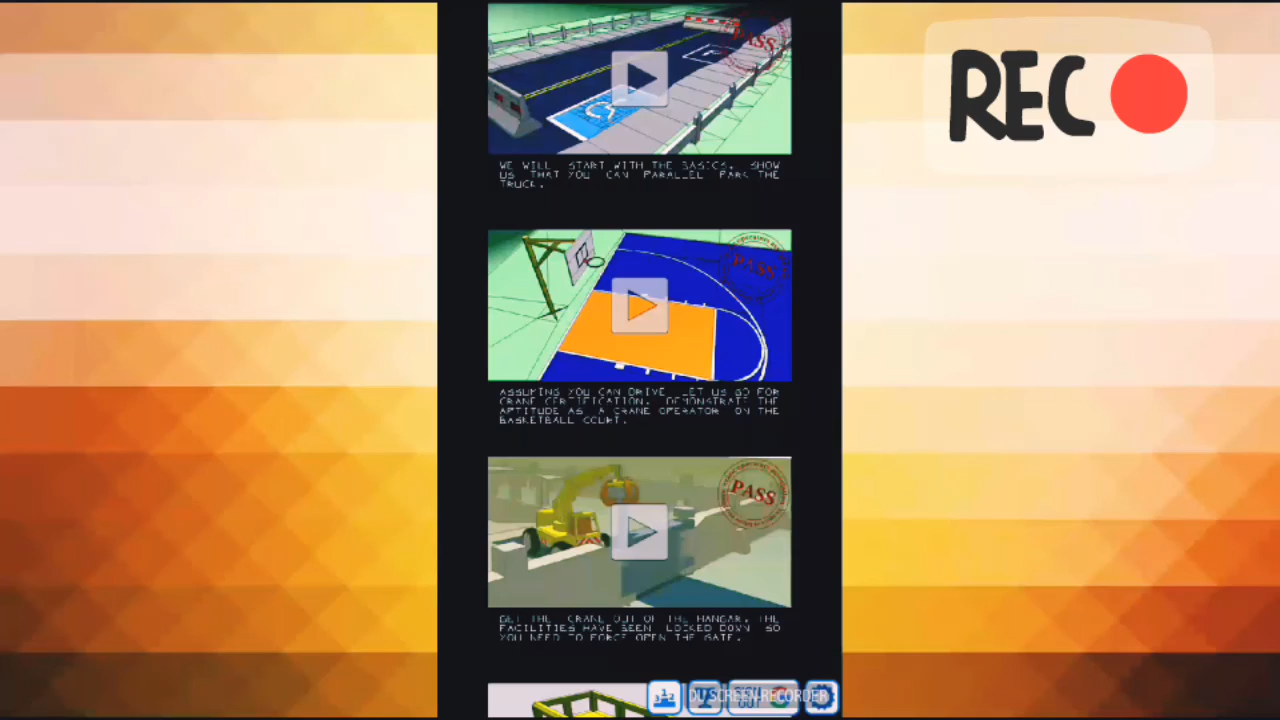 REC
PASS
WE WILL START WITH THE BASICS. SHOW
US THAT YOU CAN PARALLEL PARK THE
TRUCK.
PASS
ASSUMING YOU CAN DRIVE LET US GO FOR
CRANE CERTIFICATION. DEMONSTRATE THE
APTITUDE AS A CRANE OPERATOR ON THE
BASKETBALL COURT.
PASS
GET THE CRANE OUT OF THE HANGAR. THE
FACILITIES HAVE BEEN LOCKED DOWN SO
YOU NEED TO FORCE OPEN THE GATE.
DU SCREEN RECORDER